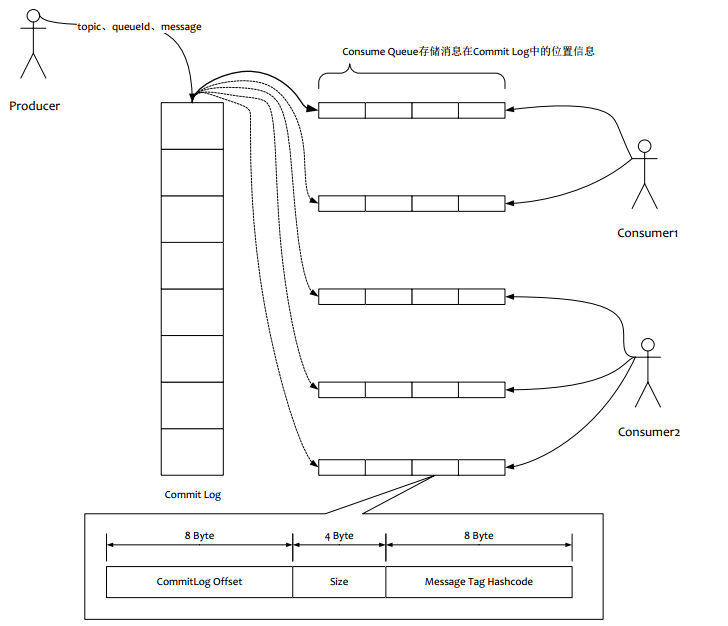 topic、queueId、message
Producer
Consume Queue存储消息在Commit Log中的位置信息
Consumer1
Consumer2
Commit Log
8 Byte
4 Byte
8 Byte
CommitLog Offset
Size
Message Tag Hashcode